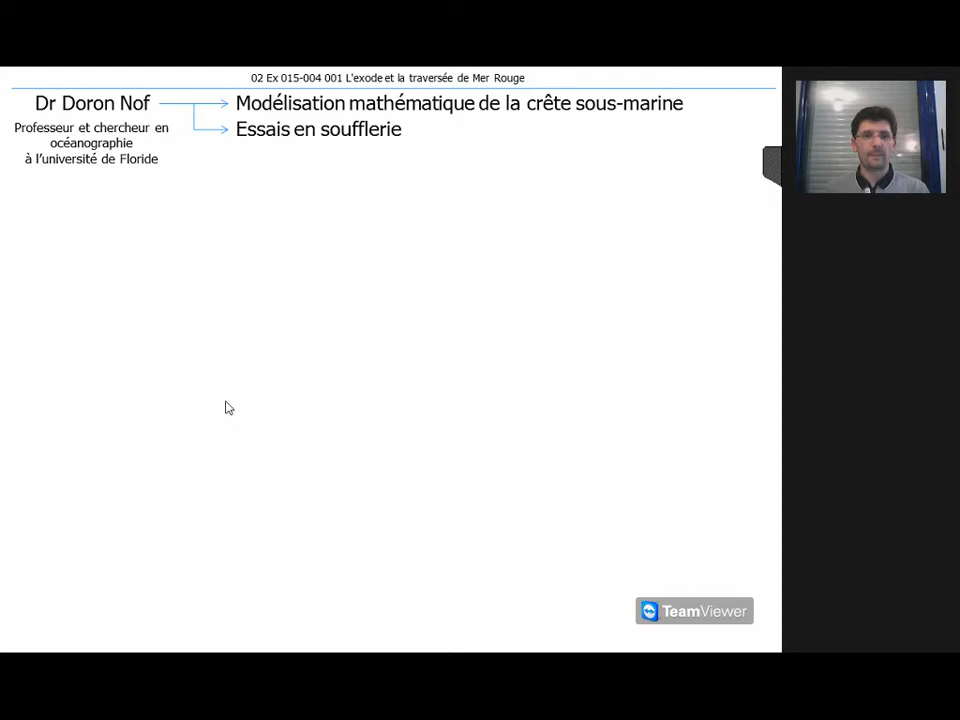 02 Ex 015-004 001 L'exode et la traversée de Mer Rouge
Dr Doron Nof
Modélisation mathématique de la crête sous-marine
Essais en soufflerie
Professeur et chercheur en
océanographie
à l'université de Floride
TeamViewer